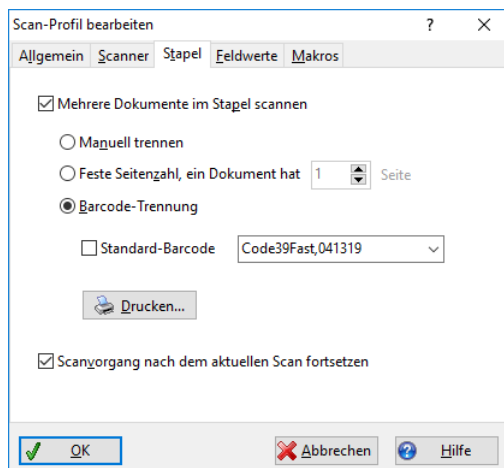 Scan-Profil bearbeiten ?
Allgemein Scanner Stapel Feldwerte Makros
Mehrere Dokumente im Stapel scannen
Manuell trennen
Feste Seitenzahl, ein Dokument hat 1 Seite
Barcode-Trennung
Standard-Barcode Code39Fast,041319
Drucken...
Scanvorgang nach dem aktuellen Scan fortsetzen
OK Abbrechen ? Hilfe